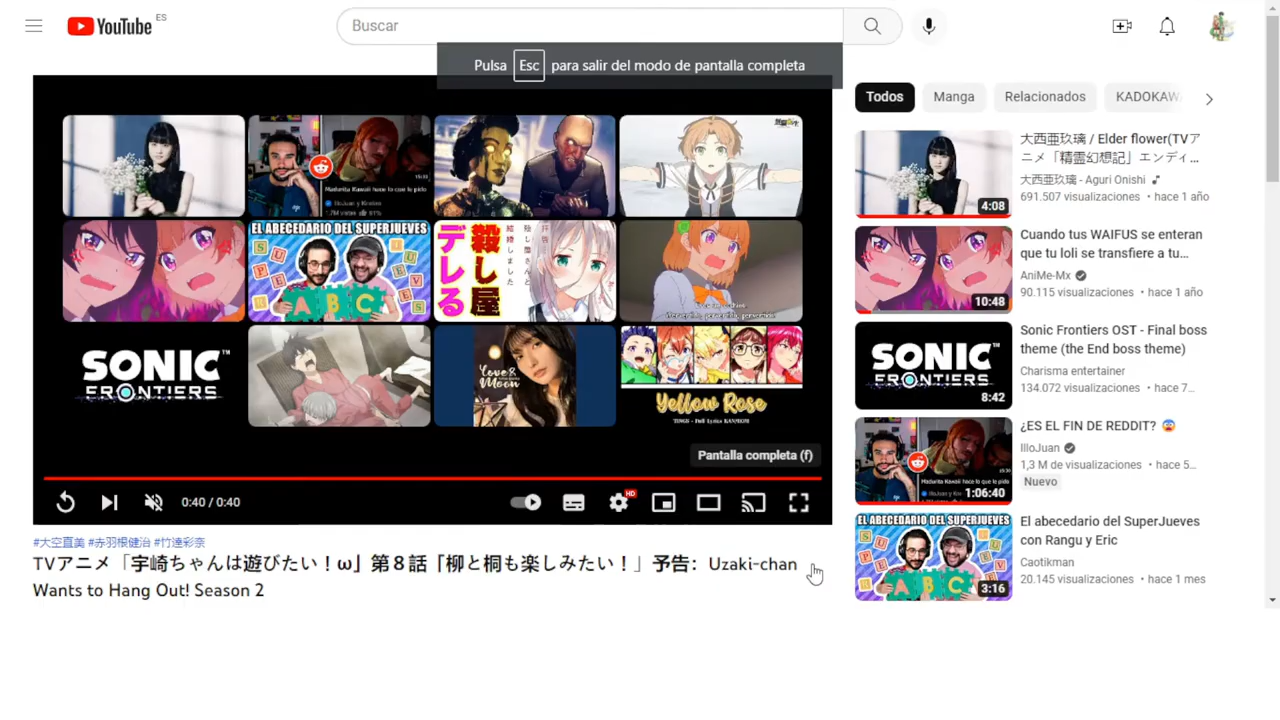 YouTube ES
Buscar
Pulsa Esc para salir del modo de pantalla completa
EL ABECEDARIO DEL SUPERJUEVES
A B C
殺し屋
デレる
SONIC
FRONTIERS
Love &
Moon
Yellow Rose
Pantalla completa (f)
0:40 / 0:40
HD
#大空直美 #赤羽根健治 #竹達彩奈
TVアニメ「宇崎ちゃんは遊びたい！ω」第８話「柳と桐も楽しみたい！」予告：Uzaki-chan
Wants to Hang Out! Season 2
Todos
Manga
Relacionados
KADOKAW
大西亜玖璃 / Elder flower(TVア
ニメ「精霊幻想記」エンディ...
大西亜玖璃 - Aguri Onishi
691.507 visualizaciones • hace 1 año
4:08
Cuando tus WAIFUS se enteran
que tu loli se transfiere a tu...
AniMe-Mx
90.115 visualizaciones • hace 1 año
10:48
Sonic Frontiers OST - Final boss
theme (the End boss theme)
Charisma entertainer
134.072 visualizaciones • hace 7...
SONIC
FRONTIERS
8:42
¿ES EL FIN DE REDDIT? 😨
IlloJuan
1,3 M de visualizaciones • hace 5...
Nuevo
1:06:40
El abecedario del SuperJueves
con Rangu y Eric
Caotikman
20.145 visualizaciones • hace 1 mes
EL ABECEDARIO DEL SUPERJUEVES
A B C
3:16